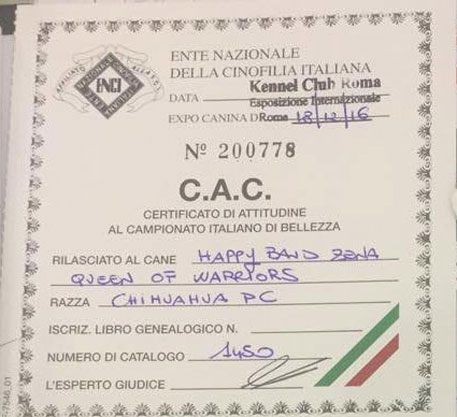 ENTE NAZIONALE
DELLA CINOFILIA ITALIANA
ENCI
Kennel Club Roma
DATA
Esposizione Internazionale
EXPO CANINA DI Roma 18/12/16
Nº 200778
C.A.C.
CERTIFICATO DI ATTITUDINE
AL CAMPIONATO ITALIANO DI BELLEZZA
RILASCIATO AL CANE HAPPY BAND ZENA
QUEEN OF WARRIORS
RAZZA CHIHUAHUA PC
ISCRIZ. LIBRO GENEALOGICO N.
NUMERO DI CATALOGO 1450
L'ESPERTO GIUDICE